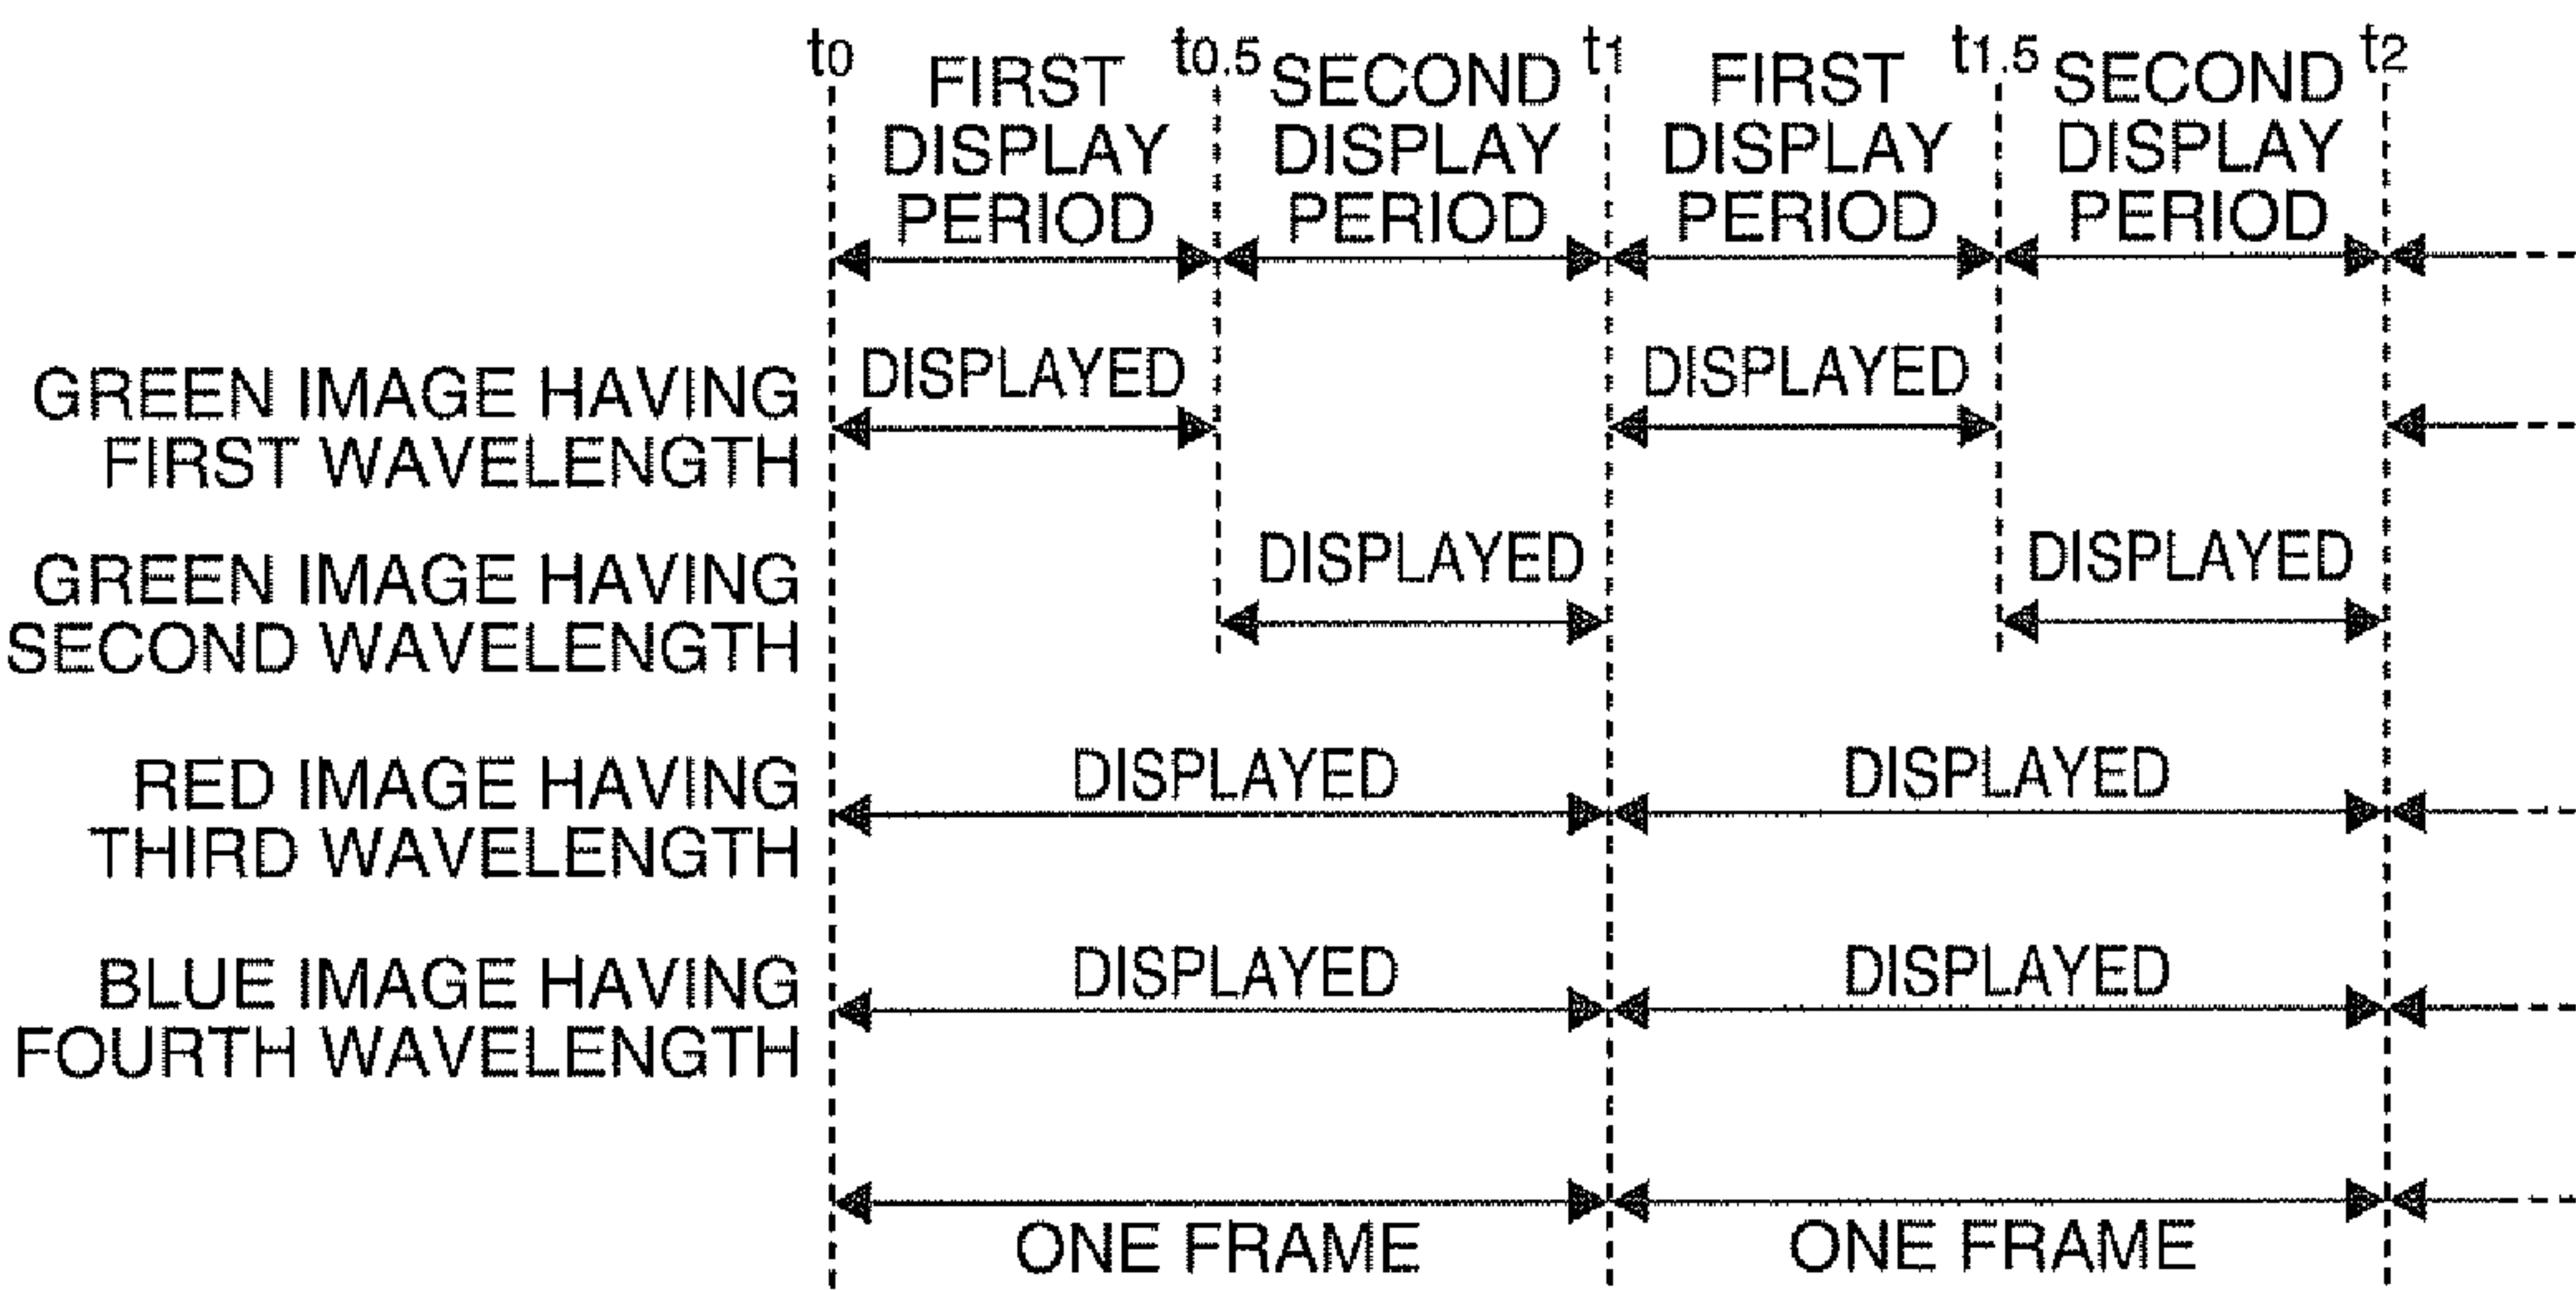 t0
FIRST
DISPLAY
PERIOD
t0.5
SECOND
DISPLAY
PERIOD
t1
FIRST
DISPLAY
PERIOD
t1.5
SECOND
DISPLAY
PERIOD
t2
GREEN IMAGE HAVING
FIRST WAVELENGTH
DISPLAYED
DISPLAYED
GREEN IMAGE HAVING
SECOND WAVELENGTH
DISPLAYED
DISPLAYED
RED IMAGE HAVING
THIRD WAVELENGTH
DISPLAYED
DISPLAYED
BLUE IMAGE HAVING
FOURTH WAVELENGTH
DISPLAYED
DISPLAYED
ONE FRAME
ONE FRAME